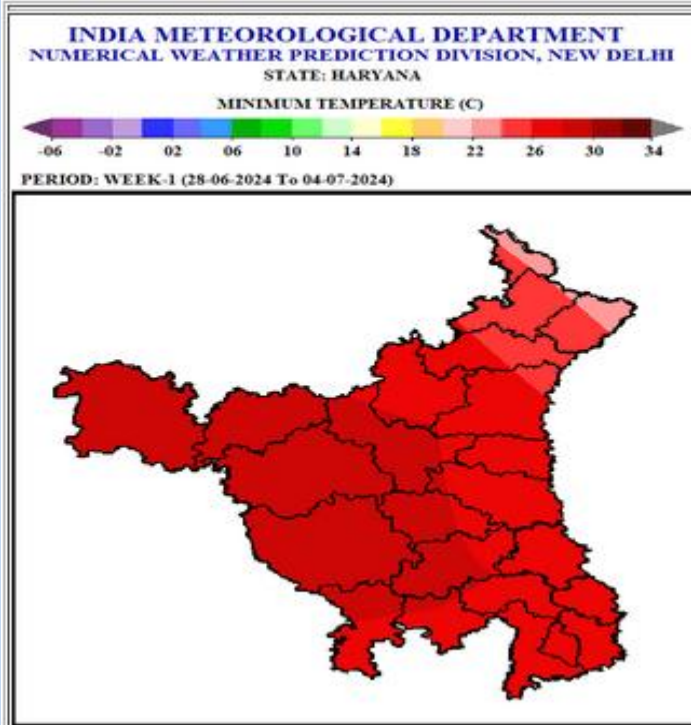 INDIA METEOROLOGICAL DEPARTMENT
NUMERICAL WEATHER PREDICTION DIVISION, NEW DELHI
STATE: HARYANA
MINIMUM TEMPERATURE (C)
-06 -02 02 06 10 14 18 22 26 30 34
PERIOD: WEEK-1 (28-06-2024 To 04-07-2024)